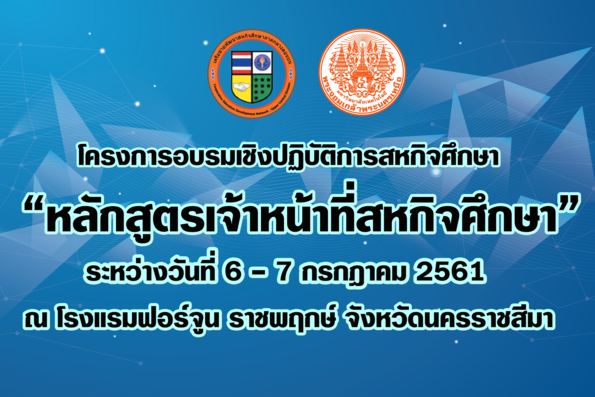 โครงการอบรมเชิงปฏิบัติการสหกิจศึกษา
“หลักสูตรเจ้าหน้าที่สหกิจศึกษา”
ระหว่างวันที่ 6 - 7 กรกฎาคม 2561
ณ โรงแรมฟอร์จูน ราชพฤกษ์ จังหวัดนครราชสีมา